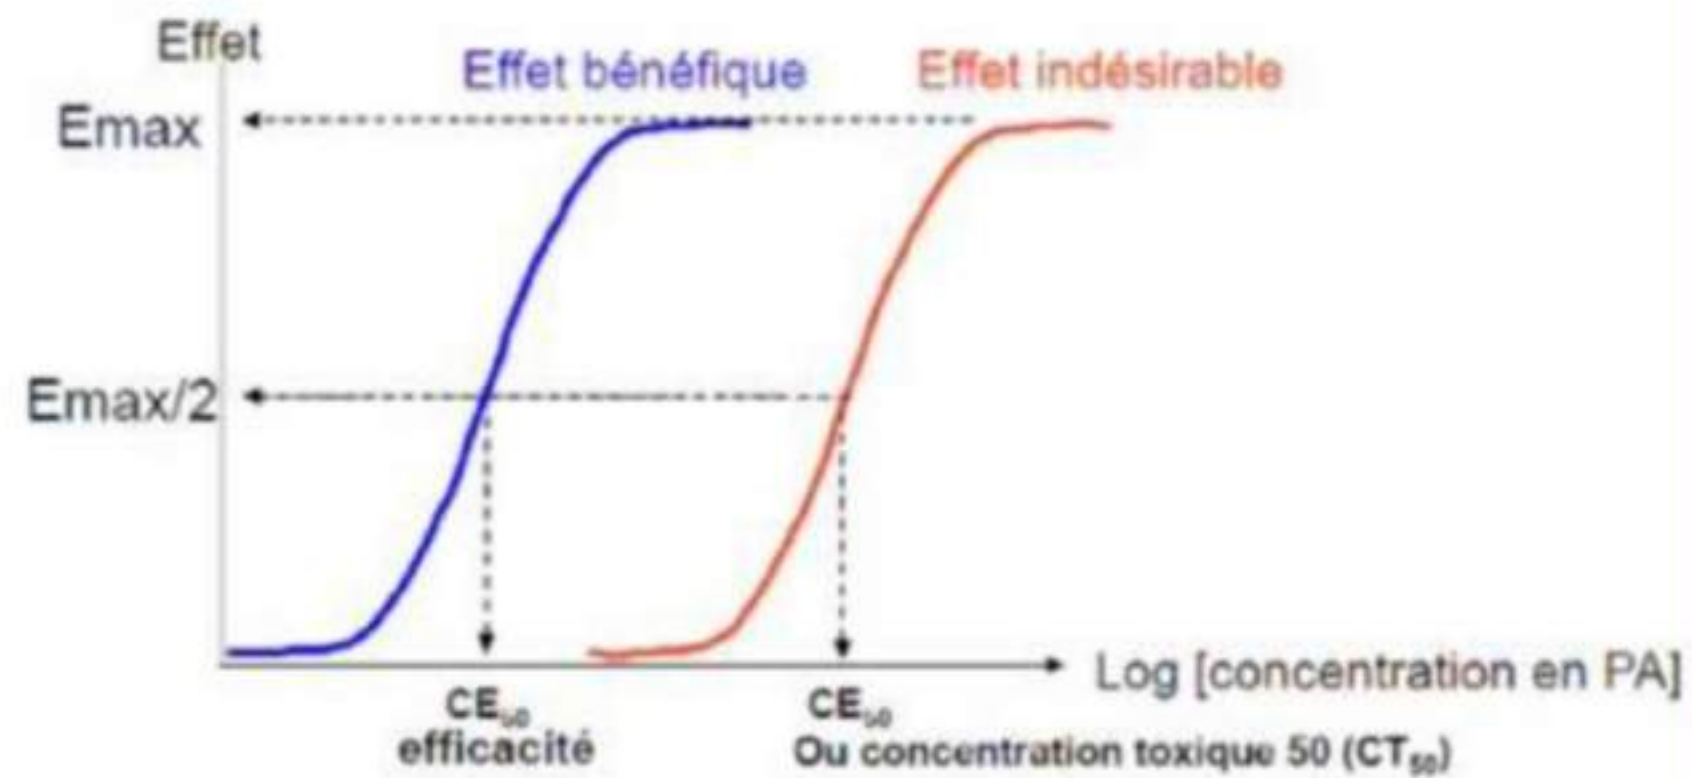 Effet
Effet bénéfique
Effet indésirable
Emax
Emax/2
Log [concentration en PA]
CE50
efficacité
CE50
Ou concentration toxique 50 (CT50)